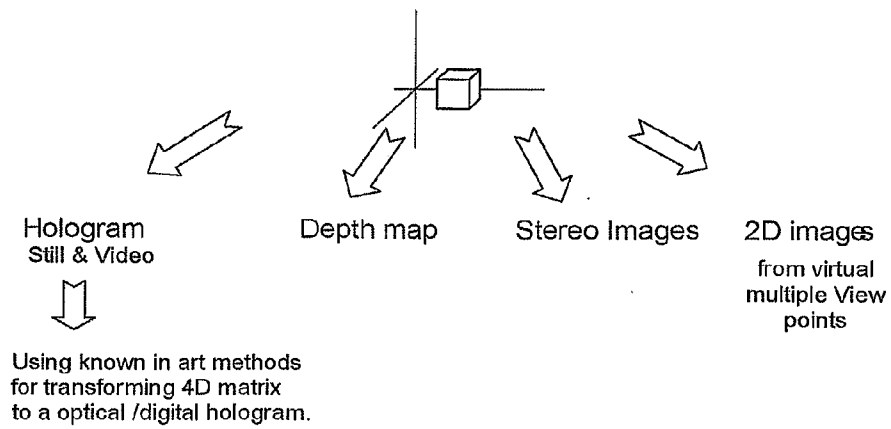 Hologram
Still & Video
Depth map
Stereo Images
2D images
from virtual
multiple View
points
Using known in art methods
for transforming 4D matrix
to a optical /digital hologram.